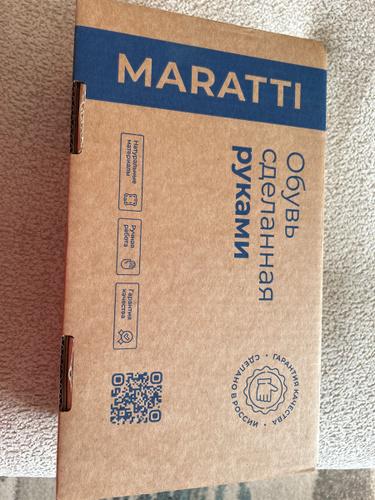 MARATTI
Обувь
сделанная
руками
Натуральные
материалы
Ручная
работа
Гарантия
качества
ГАРАНТИЯ КАЧЕСТВА
СДЕЛАНО В РОССИИ